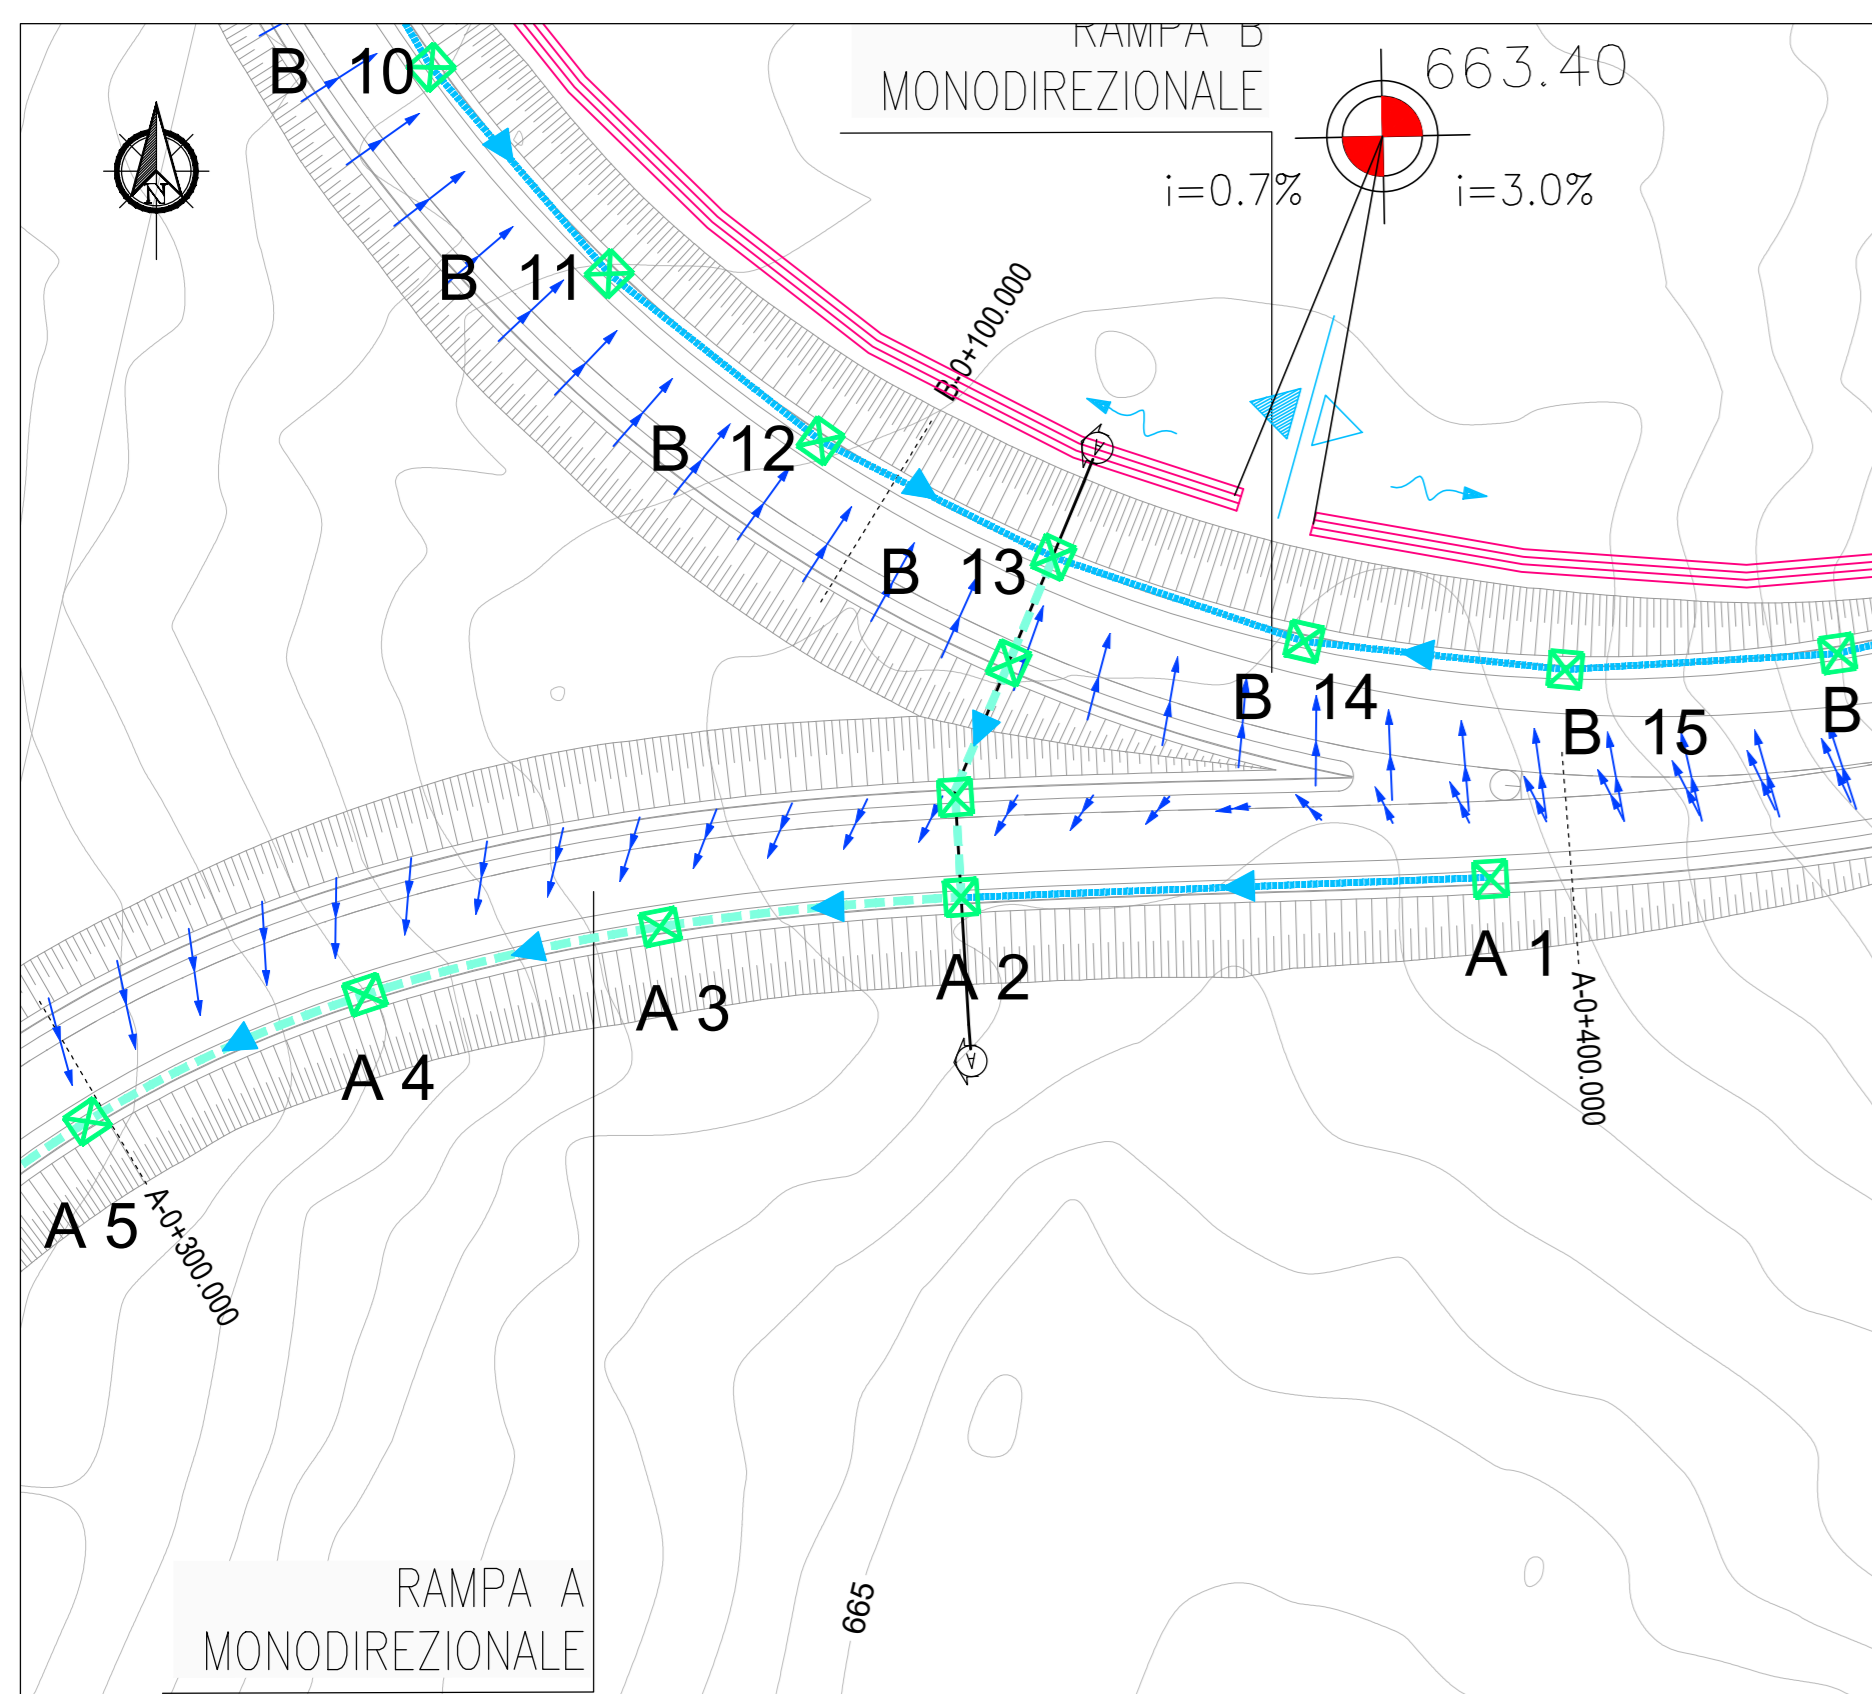 RAMPA B
MONODIREZIONALE
663.40
i=0.7%
i=3.0%
N
B 10
B 11
B 12
B-0+100.000
A
B 13
B 14
B 15
B
A 1
A 2
A 3
A 4
A 5
A
A-0+400.000
A-0+300.000
RAMPA A
MONODIREZIONALE
665